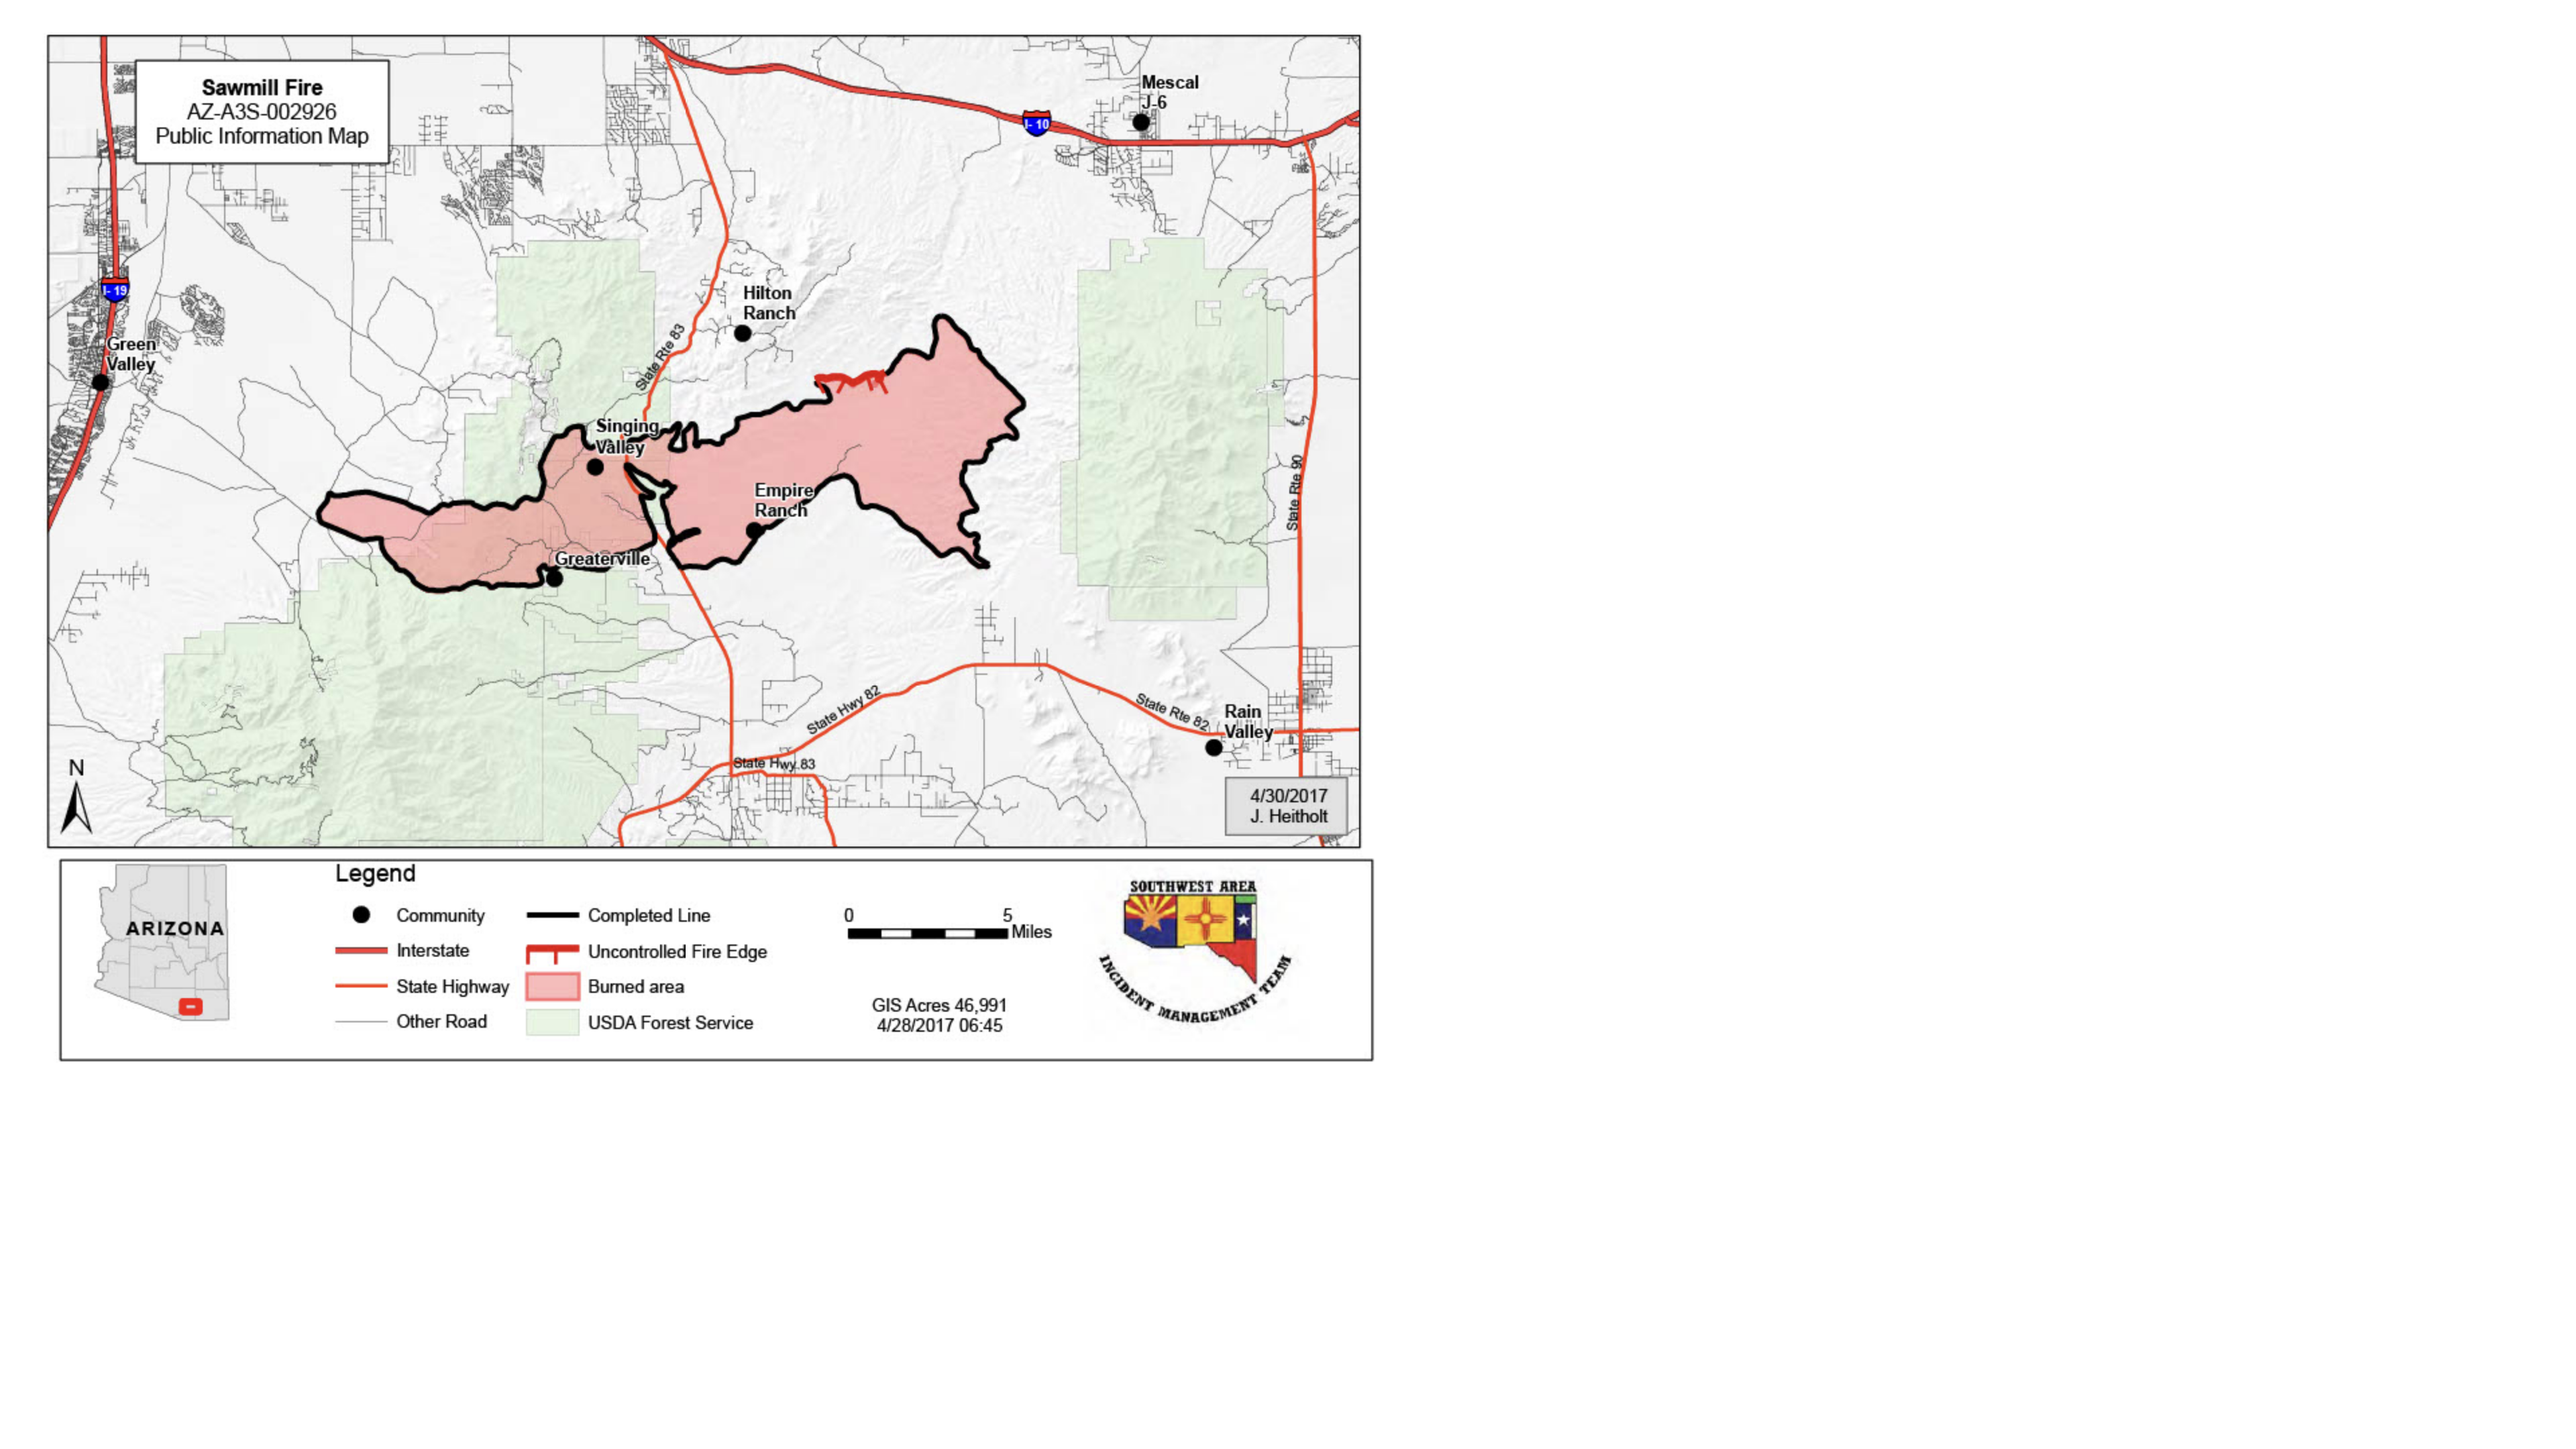 Sawmill Fire
AZ-A3S-002926
Public Information Map
Mescal
J-6
I- 10
I- 19
Hilton
Ranch
State Rte 83
Green
Valley
Singing
Valley
Empire
Ranch
State Rte 90
Greaterville
State Hwy 82
State Rte 82
Rain
Valley
State Hwy 83
N
4/30/2017
J. Heitholt
ARIZONA
Legend
Community
Interstate
State Highway
Other Road
Completed Line
Uncontrolled Fire Edge
Burned area
USDA Forest Service
0 5
Miles
GIS Acres 46,991
4/28/2017 06:45
SOUTHWEST AREA
INCIDENT MANAGEMENT TEAM